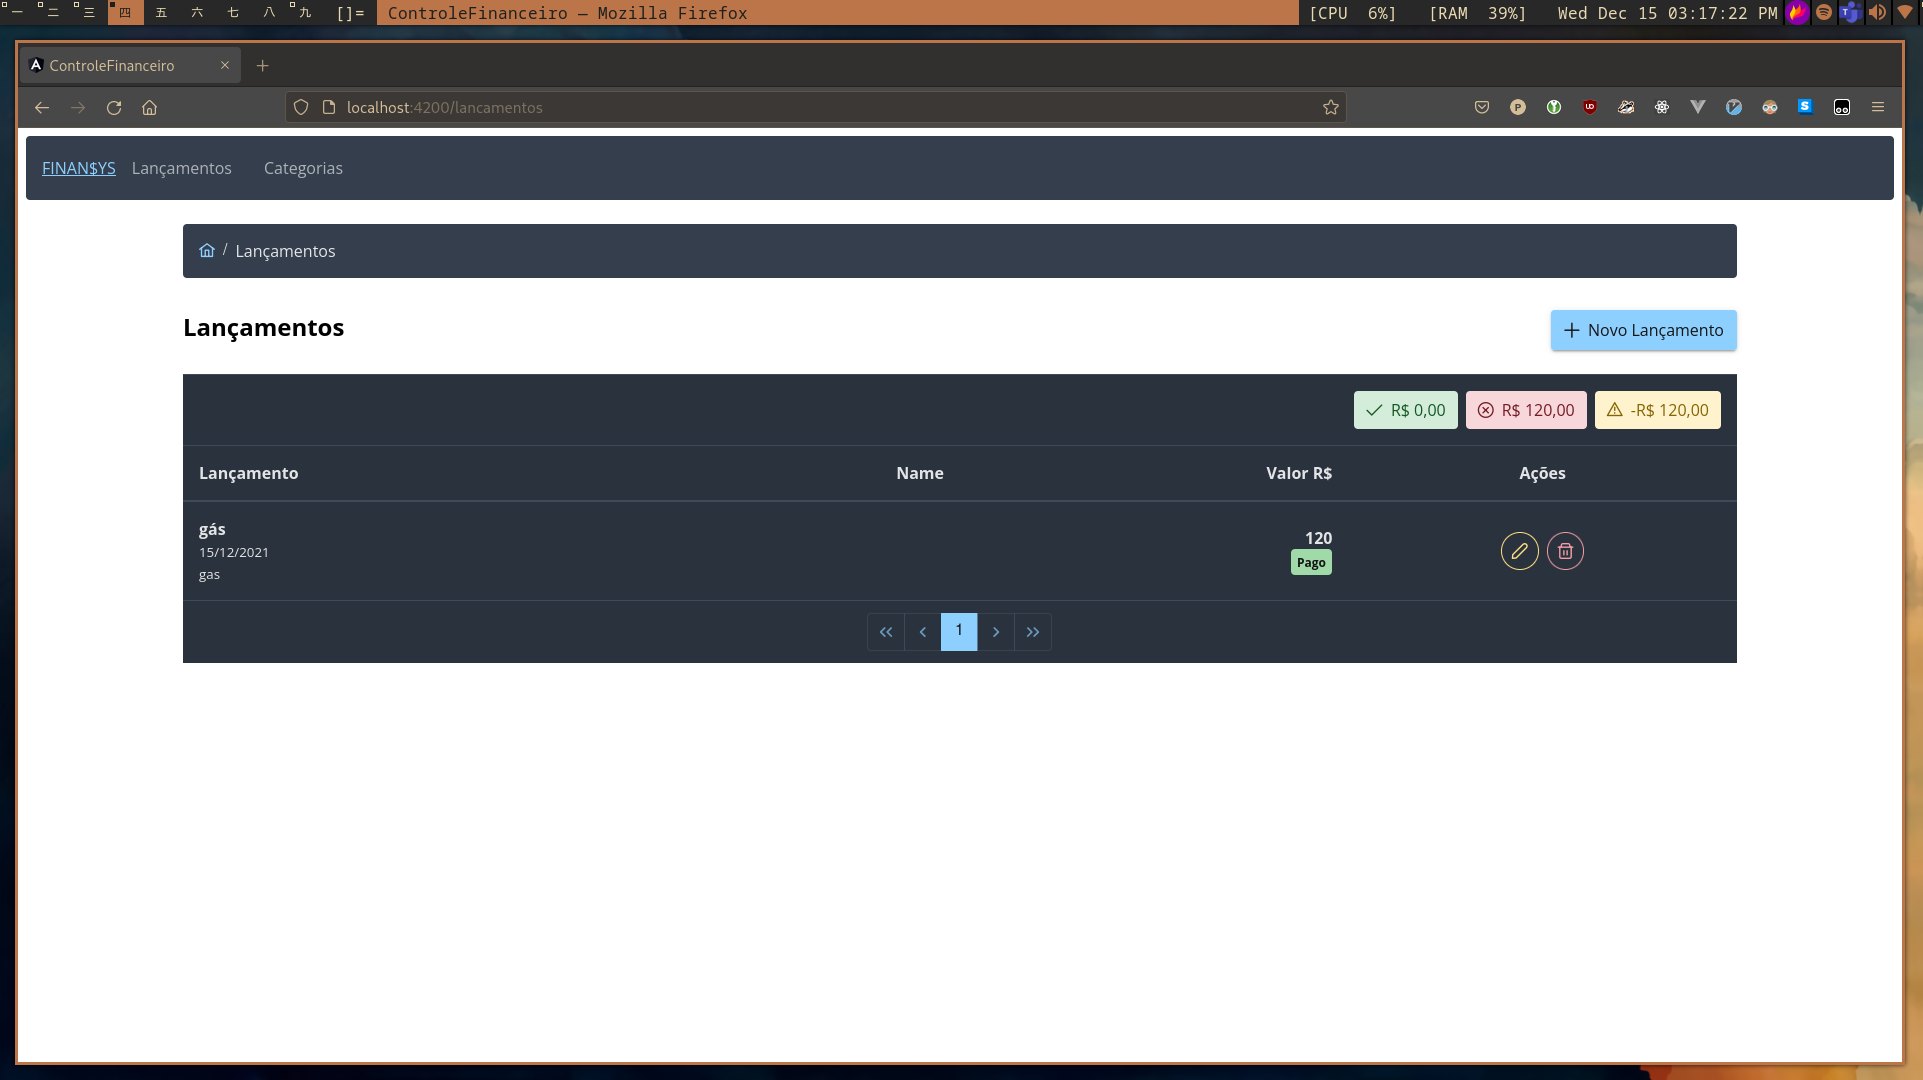 一 二 三 四 五 六 七 八 九 []= ControleFinanceiro — Mozilla Firefox [CPU 6%] [RAM 39%] Wed Dec 15 03:17:22 PM
ControleFinanceiro
localhost:4200/lancamentos
FINAN$YS Lançamentos Categorias
/ Lançamentos
Lançamentos
Novo Lançamento
R$ 0,00 R$ 120,00 -R$ 120,00
Lançamento Name Valor R$ Ações
gás
15/12/2021
gas
120
Pago
« ‹ 1 › »